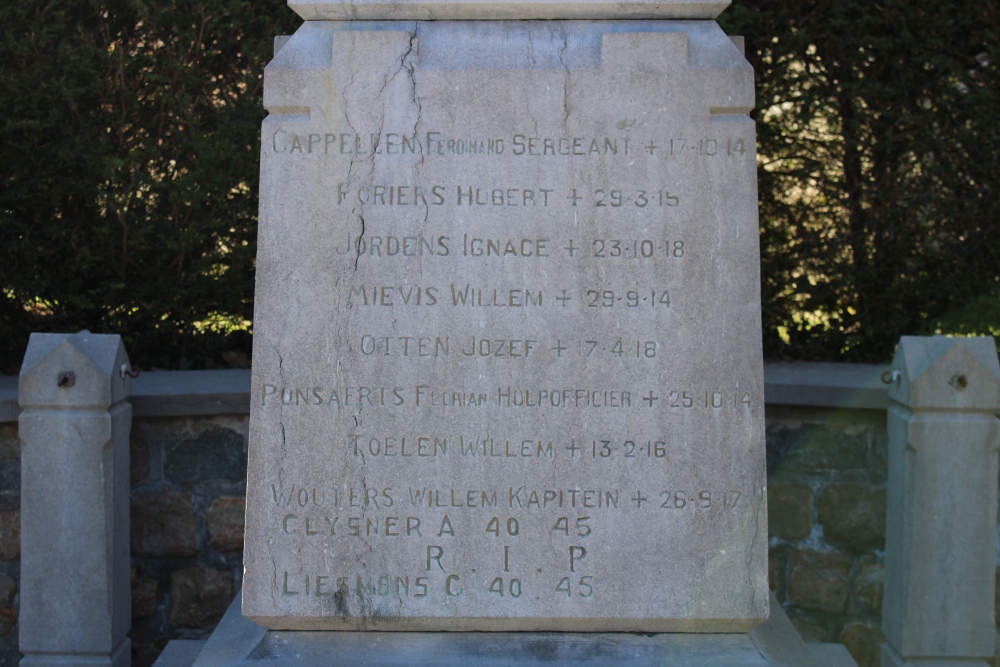 CAPPELLEN FERDINAND SERGEANT + 17-10-14
FORIERS HUBERT + 29-3-15
JORDENS IGNACE + 23-10-18
MIEVIS WILLEM + 29-9-14
OTTEN JOZEF + 17-4-18
PONSAERTS FLORIAN HULPOFFICIER + 25-10-14
TOELEN WILLEM + 13-2-16
WOUTERS WILLEM KAPITEIN + 26-9-17
CLYSNER A 40 45
R . I . P
LIESMONS C 40 45